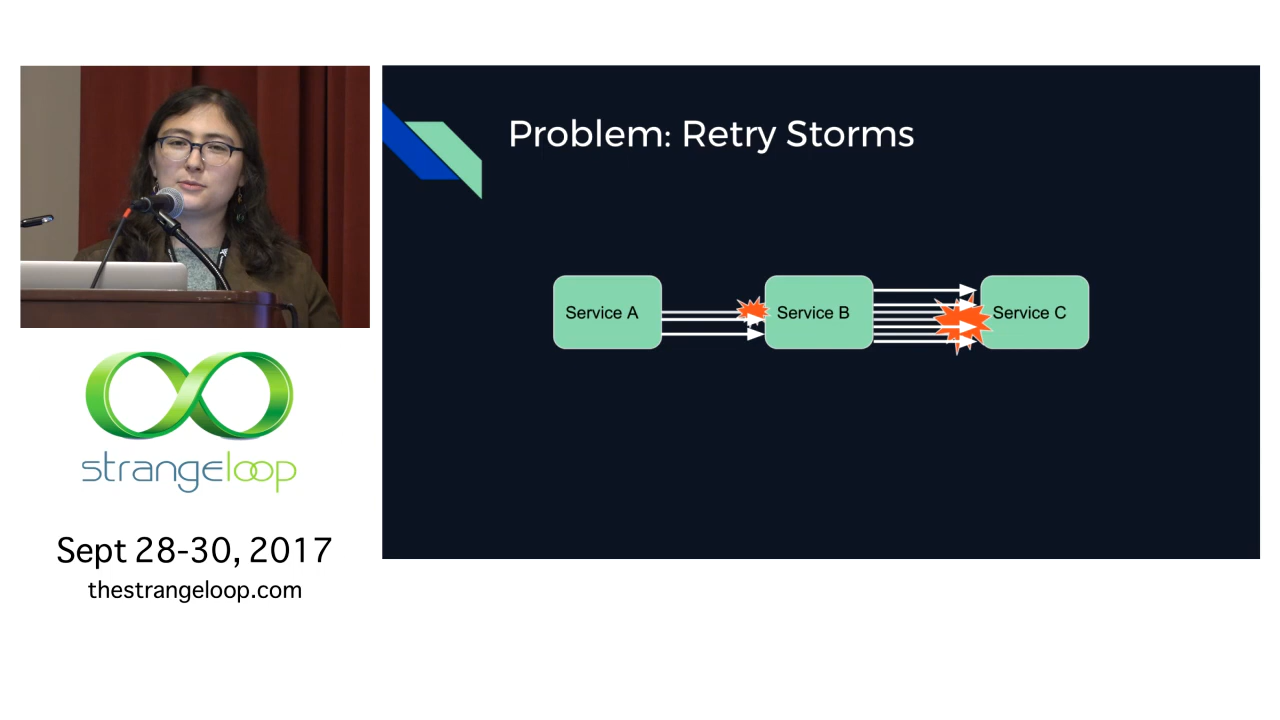 Problem: Retry Storms
Service A
Service B
Service C
strangeloop
Sept 28-30, 2017
thestrangeloop.com